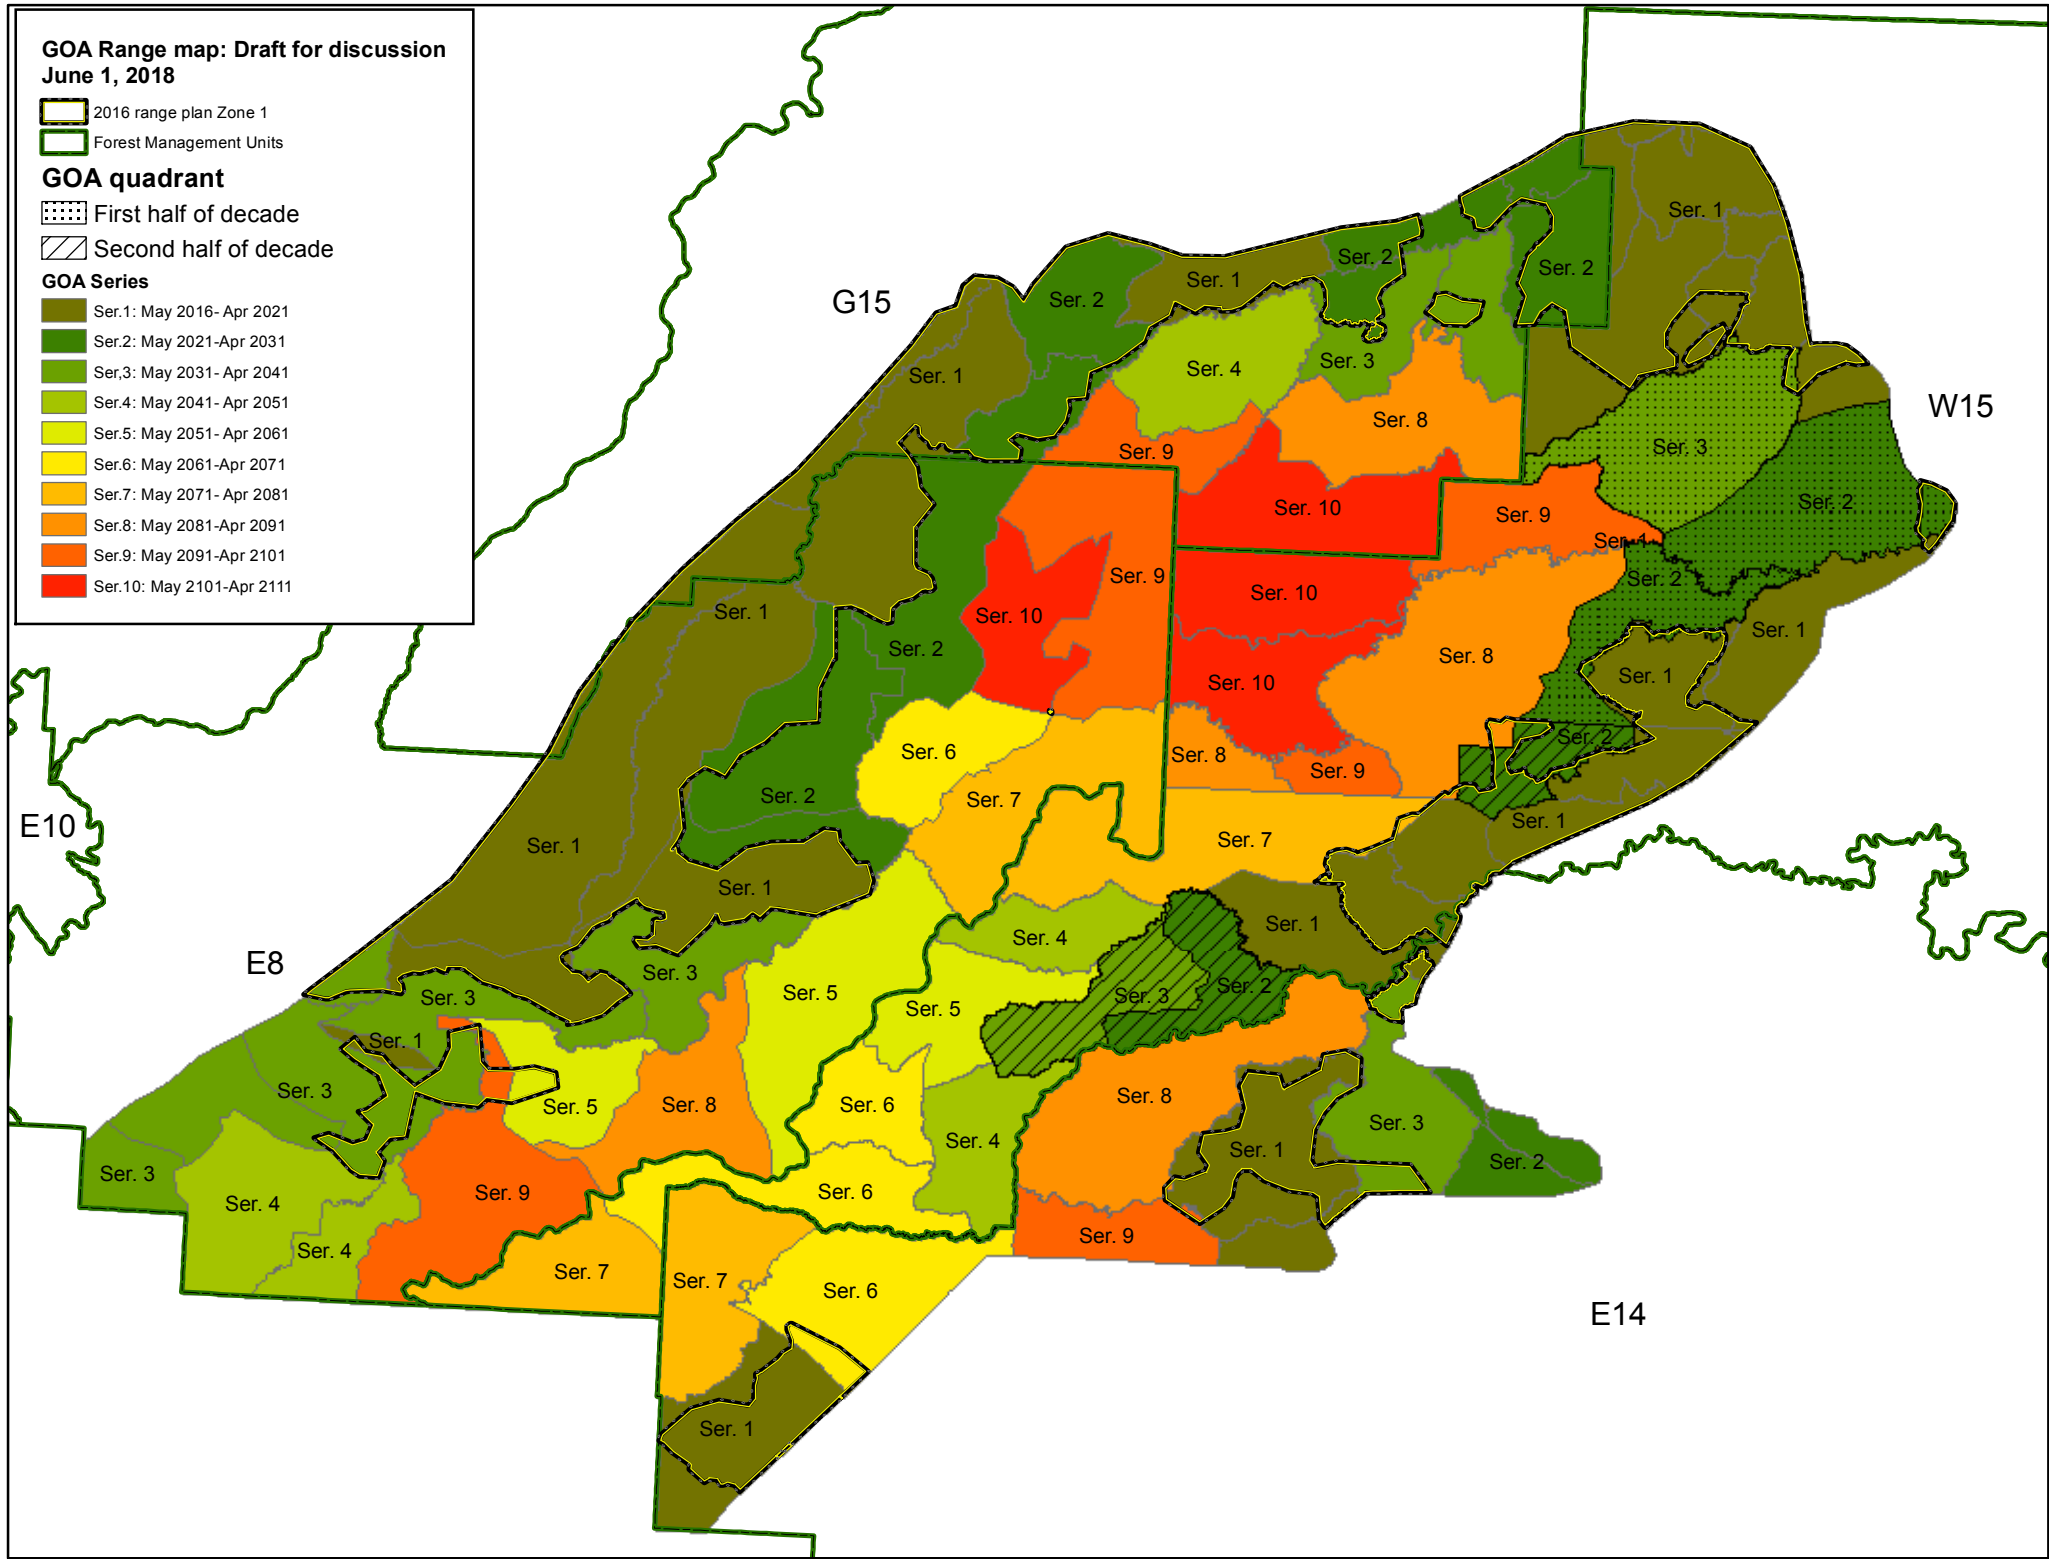 GOA Range map: Draft for discussion
June 1, 2018
2016 range plan Zone 1
Forest Management Units
GOA quadrant
First half of decade
Second half of decade
GOA Series
Ser.1: May 2016- Apr 2021
Ser.2: May 2021-Apr 2031
Ser,3: May 2031- Apr 2041
Ser.4: May 2041- Apr 2051
Ser.5: May 2051- Apr 2061
Ser.6: May 2061-Apr 2071
Ser.7: May 2071- Apr 2081
Ser.8: May 2081-Apr 2091
Ser.9: May 2091-Apr 2101
Ser.10: May 2101-Apr 2111
Ser. 1
Ser. 2
Ser. 2
Ser. 1
Ser. 2
G15
Ser. 3
Ser. 4
Ser. 1
W15
Ser. 8
Ser. 3
Ser. 9
Ser. 2
Ser. 10
Ser. 9
Ser. 1
Ser. 9
Ser. 2
Ser. 10
Ser. 1
Ser. 10
Ser. 1
Ser. 2
Ser. 8
Ser. 1
Ser. 10
Ser. 2
Ser. 6
Ser. 8
Ser. 9
Ser. 2
Ser. 7
Ser. 1
E10
Ser. 7
Ser. 1
Ser. 1
Ser. 1
Ser. 4
E8
Ser. 3
Ser. 5
Ser. 2
Ser. 3
Ser. 3
Ser. 5
Ser. 1
Ser. 3
Ser. 8
Ser. 6
Ser. 8
Ser. 5
Ser. 3
Ser. 4
Ser. 1
Ser. 2
Ser. 3
Ser. 9
Ser. 6
Ser. 4
Ser. 9
Ser. 4
Ser. 7
Ser. 7
Ser. 6
E14
Ser. 1